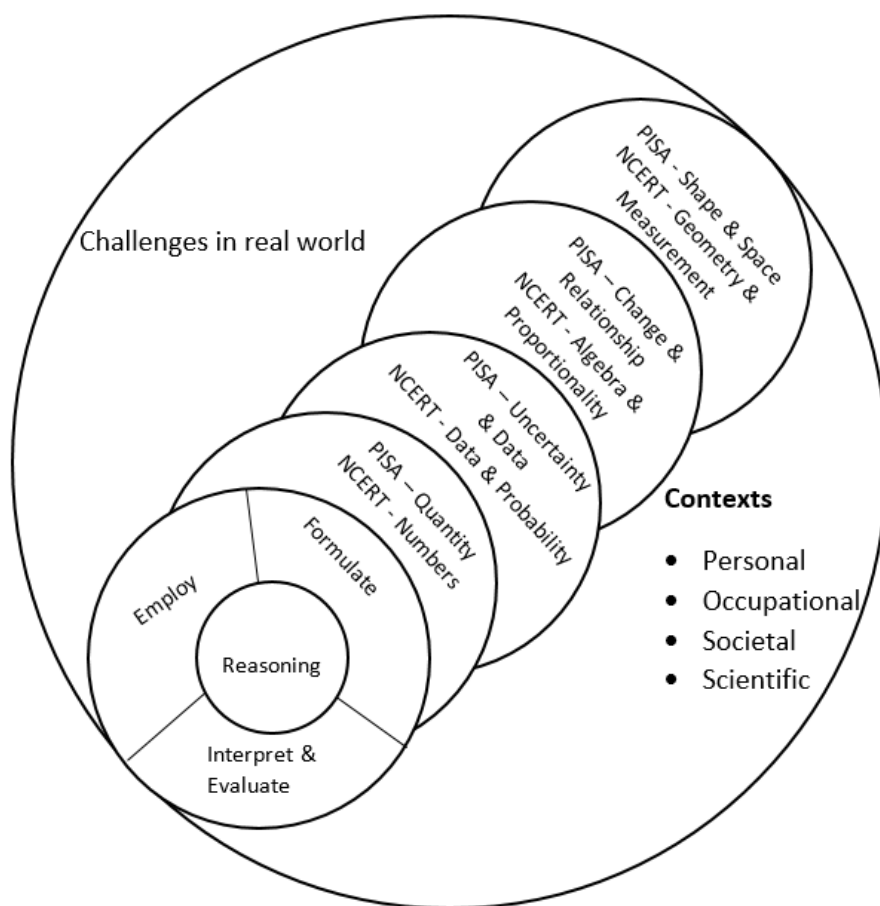 PISA - Shape & Space
NCERT - Geometry &
Measurement
Challenges in real world
PISA – Change &
Relationship
NCERT - Algebra &
Proportionality
PISA – Uncertainty
& Data
NCERT - Data & Probability
PISA – Quantity
NCERT - Numbers
Contexts
• Personal
• Occupational
• Societal
• Scientific
Formulate
Employ
Reasoning
Interpret &
Evaluate